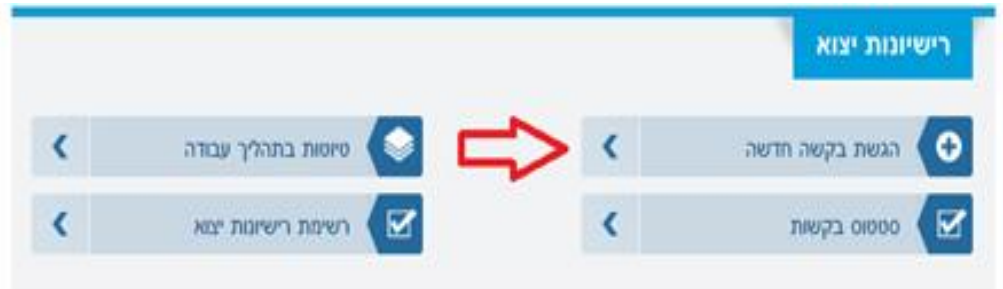 רישיונות יצוא
הגשת בקשה חדשה
טיוטות בתהליך עבודה
סטטוס בקשות
רשימת רישיונות יצוא